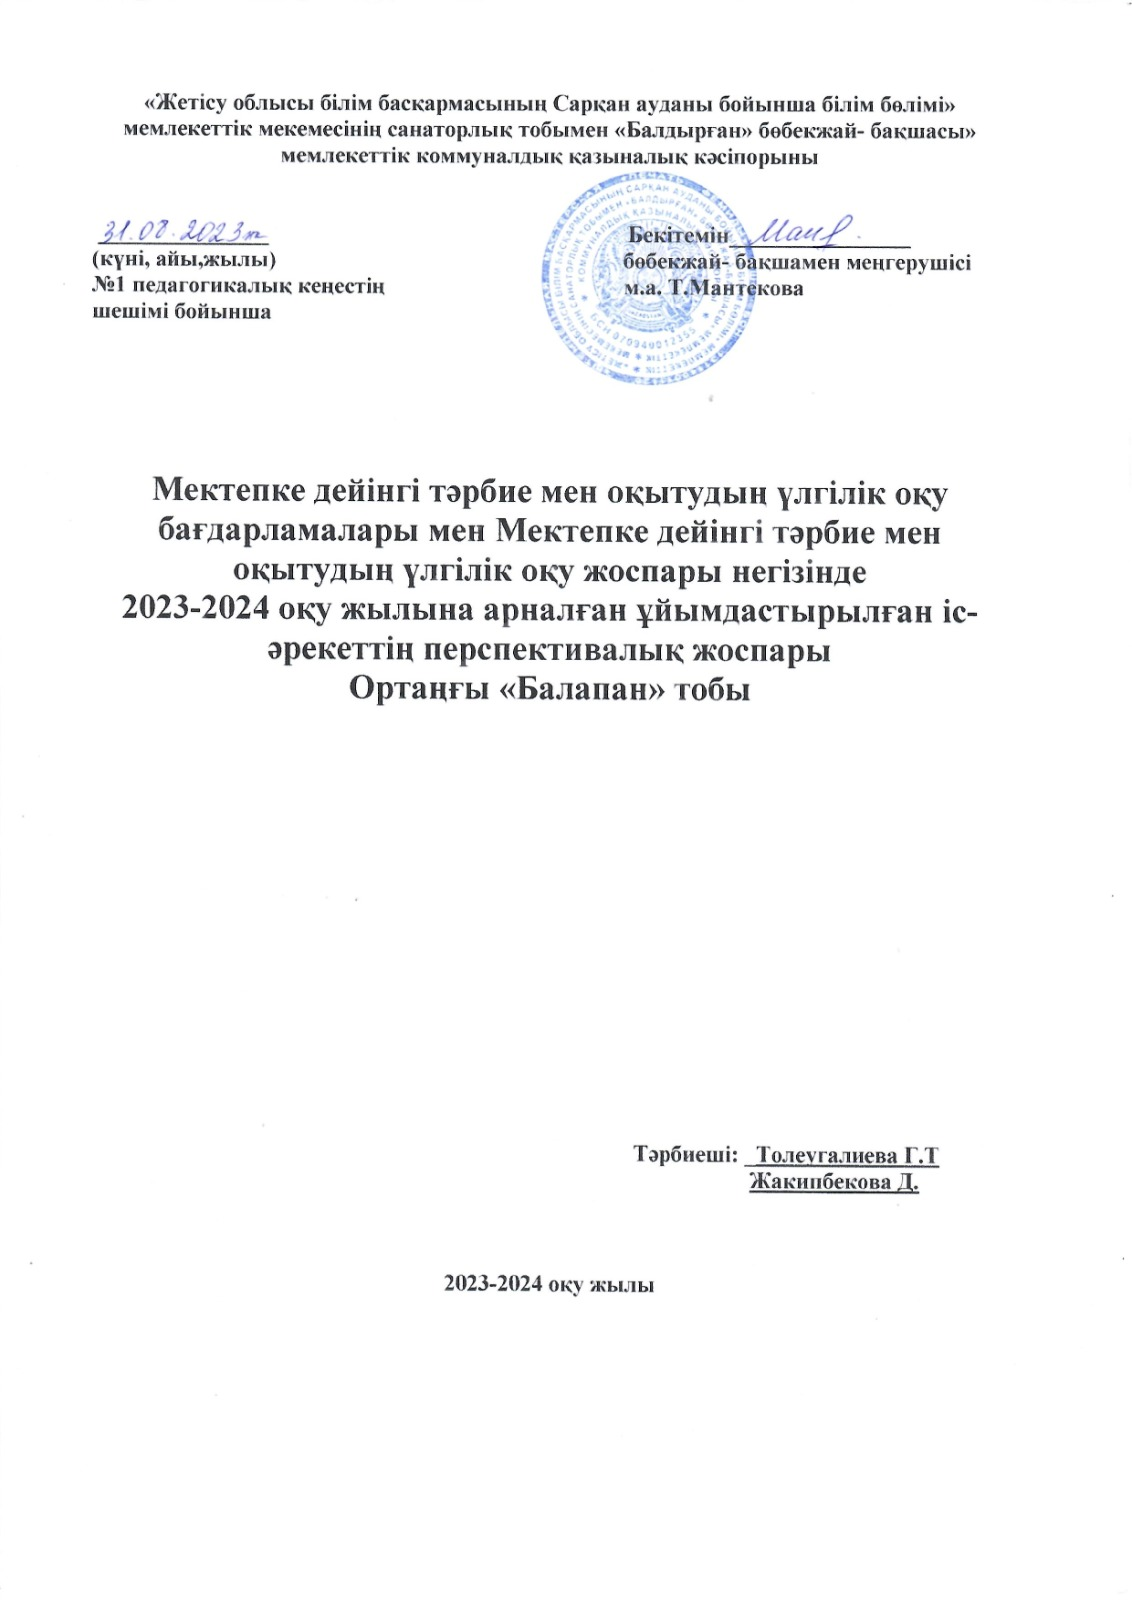 «Жетісу облысы білім басқармасының Сарқан ауданы бойынша білім бөлімі»
мемлекеттік мекемесінің санаторлық тобымен «Балдырған» бөбекжай- бақшасы»
мемлекеттік коммуналдық қазыналық кәсіпорыны
31.08.2023ж
(күні, айы,жылы)
№1 педагогикалық кеңестің
шешімі бойынша
Бекітемін
бөбекжай- бақшамен меңгерушісі
м.а. Т.Мантекова
БСН 070940012355
Мектепке дейінгі тәрбие мен оқытудың үлгілік оқу
бағдарламалары мен Мектепке дейінгі тәрбие мен
оқытудың үлгілік оқу жоспары негізінде
2023-2024 оқу жылына арналған ұйымдастырылған іс-
әрекеттің перспективалық жоспары
Ортаңғы «Балапан» тобы
Тәрбиеші: Толеугалиева Г.Т
Жакипбекова Д.
2023-2024 оқу жылы